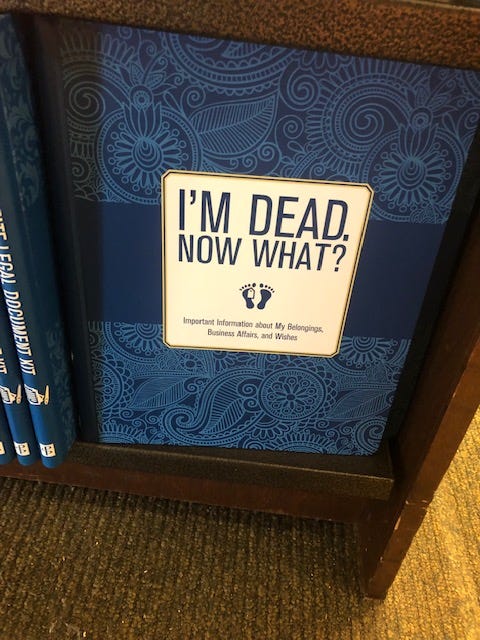 I'M DEAD.
NOW WHAT?
Important Information about My Belongings,
Business Affairs, and Wishes
LEGAL DOCUMENT KIT